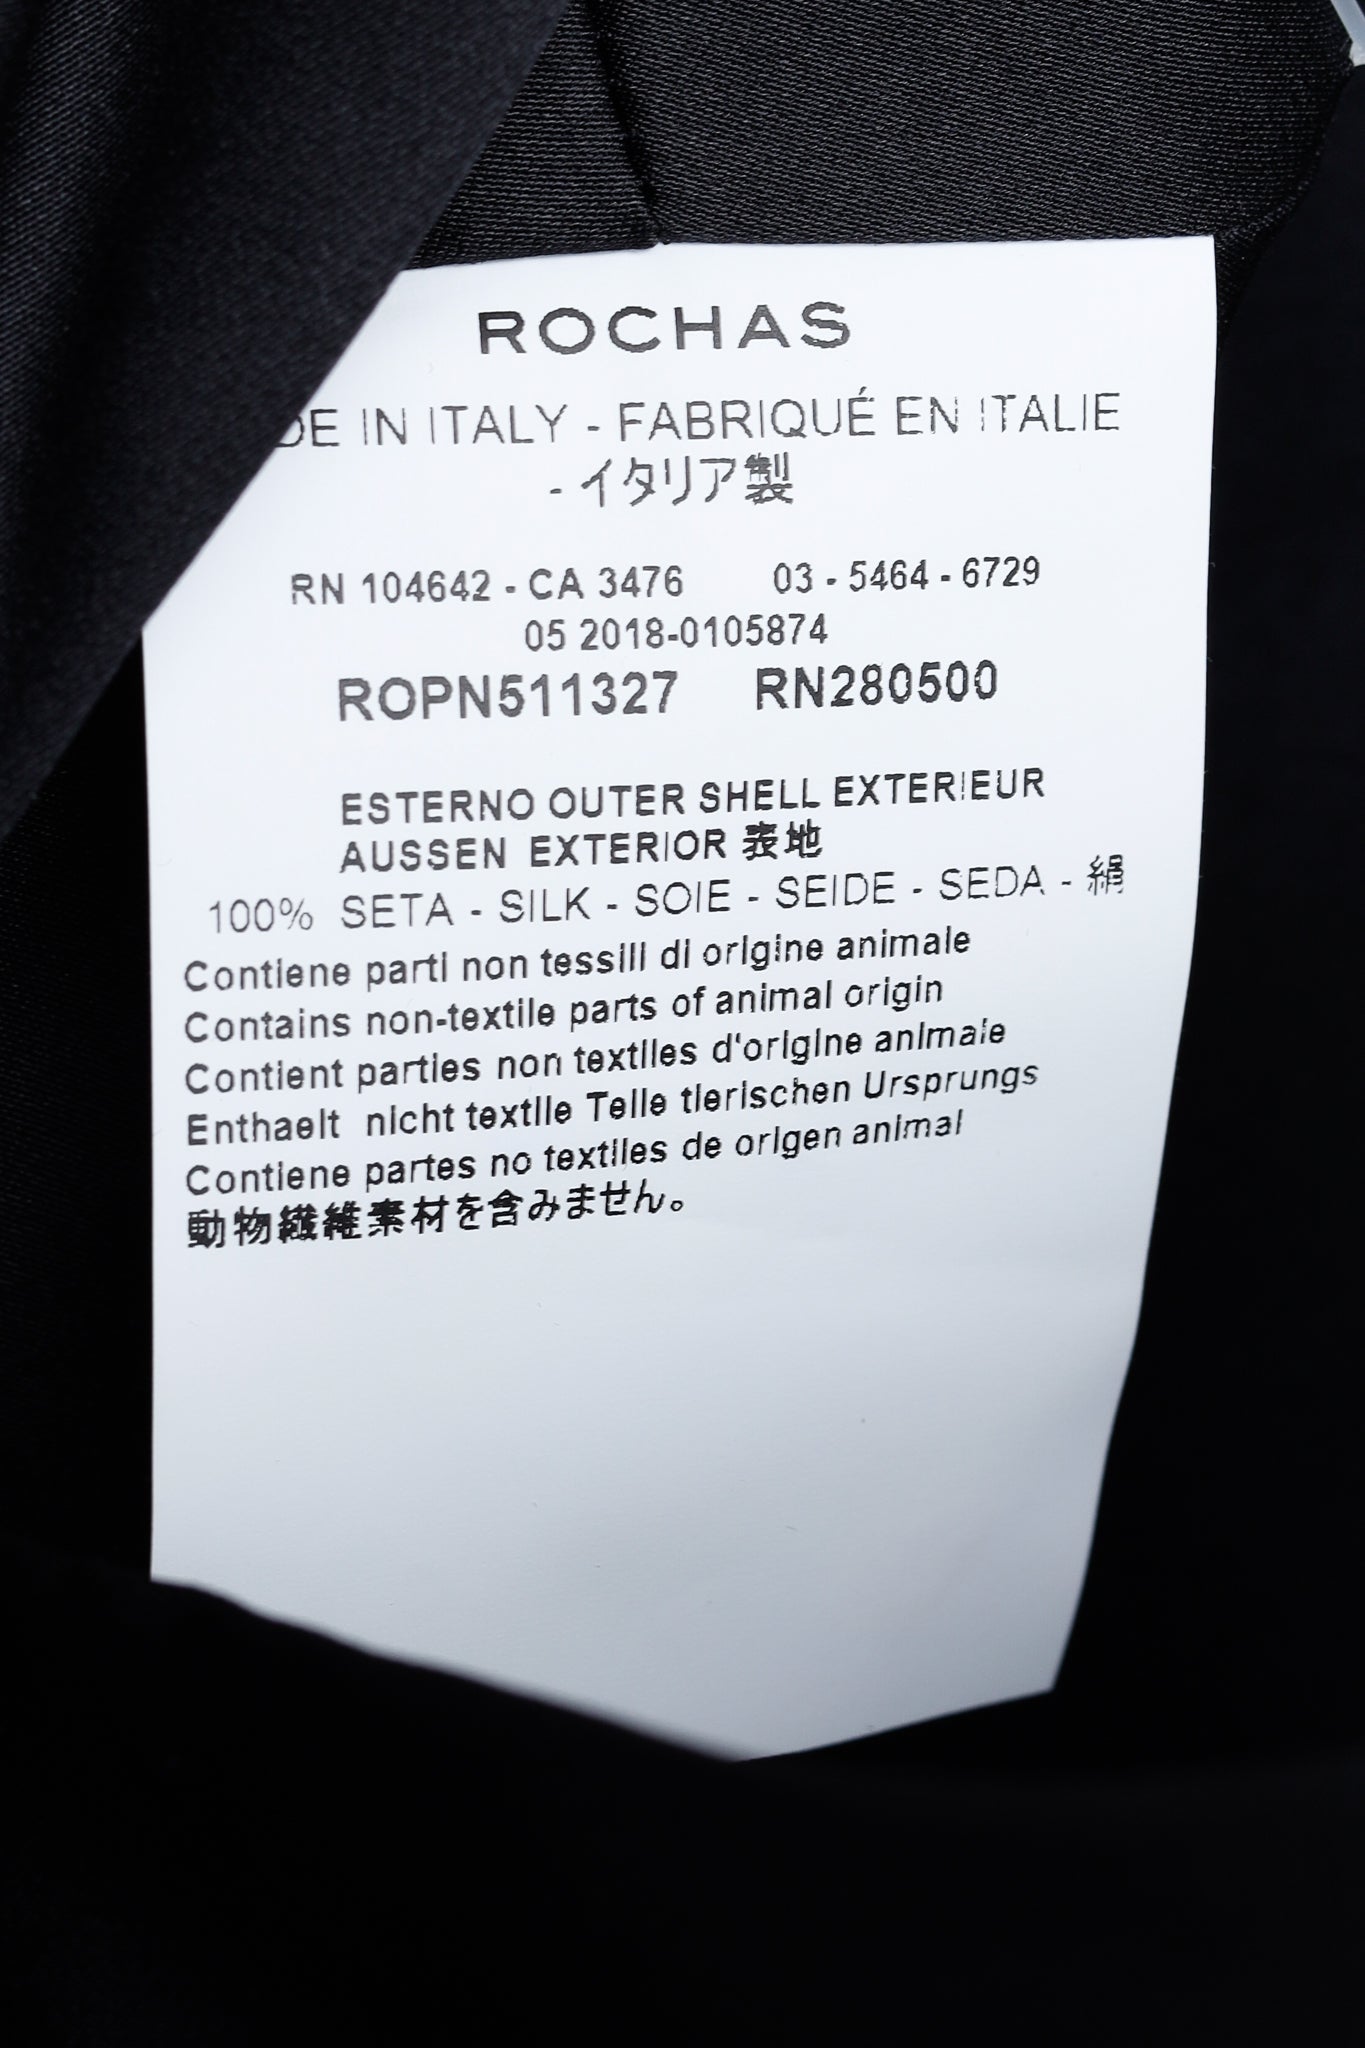 ROCHAS
DE IN ITALY - FABRIQUÉ EN ITALIE
- イタリア製
RN 104642 - CA 3476 03 - 5464 - 6729
05 2018-0105874
ROPN511327 RN280500
ESTERNO OUTER SHELL EXTERIEUR
AUSSEN EXTERIOR 表地
100% SETA - SILK - SOIE - SEIDE - SEDA - 絹
Contiene parti non tessili di origine animale
Contains non-textile parts of animal origin
Contient parties non textiles d'origine animale
Enthaelt nicht textile Teile tierischen Ursprungs
Contiene partes no textiles de origen animal
動物繊維素材を含みません。